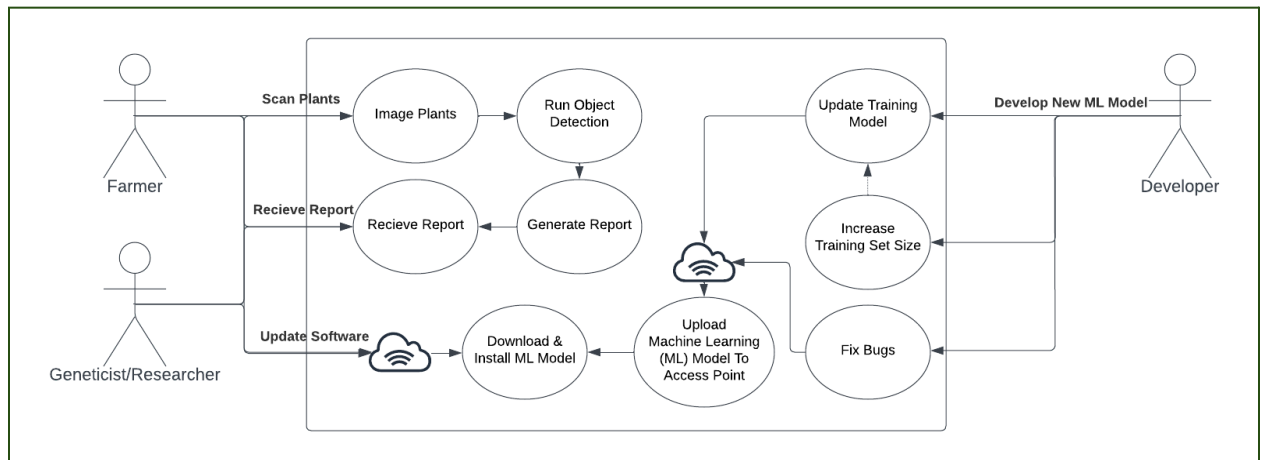 Scan Plants
Image Plants
Run Object
Detection
Update Training
Model
Develop New ML Model
Farmer
Developer
Recieve Report
Recieve Report
Generate Report
Increase
Training Set Size
Update Software
Download &
Install ML Model
Upload
Machine Learning
(ML) Model To
Access Point
Fix Bugs
Geneticist/Researcher